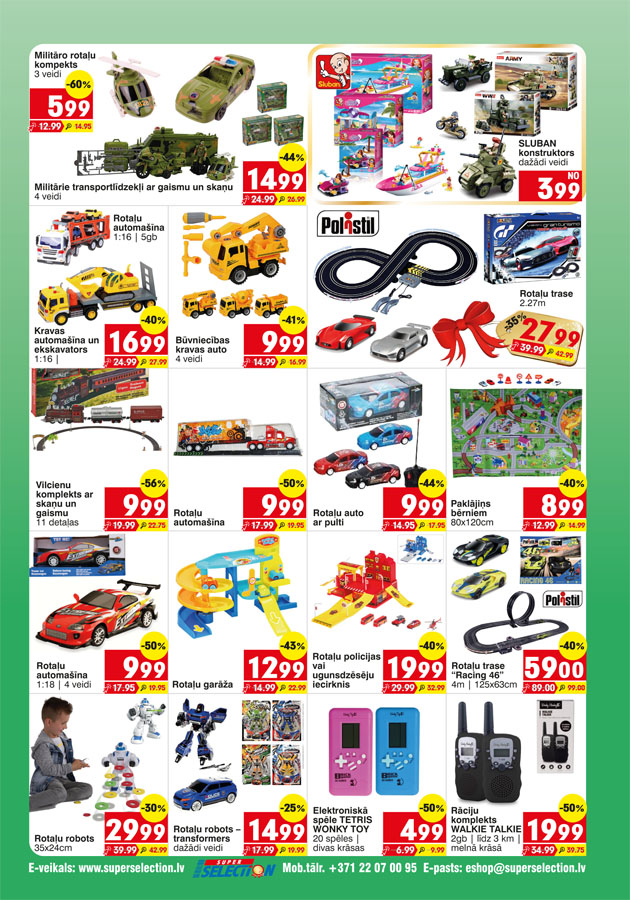 Militāro rotaļu
kompekts
3 veidi
-60%
5 99
12.99 14.95
Militārie transportlīdzekļi ar gaismu un skaņu
4 veidi
-44%
14 99
24.99 26.99
Sluban
ARMY
WWII
SLUBAN
konstruktors
dažādi veidi
NO
3 99
Rotaļu
automašīna
1:16 | 5gb
Kravas
automašīna un
ekskavators
1:16 |
-40%
16 99
24.99 27.99
Būvniecības
kravas auto
4 veidi
-41%
9 99
14.99 16.99
Polistil
gran turismo
Rotaļu trase
2.27m
-35%
27 99
39.99 42.99
Vilcienu
komplekts ar
skaņu un
gaismu
11 detaļas
-56%
9 99
19.99 22.75
Rotaļu
automašīna
-50%
9 99
17.99 19.95
Rotaļu auto
ar pulti
-44%
9 99
14.95 17.95
Paklājiņš
bērniem
80x120cm
-40%
8 99
12.99 14.99
TRY ME!
Rotaļu
automašīna
1:18 | 4 veidi
-50%
9 99
17.95 19.95
Rotaļu garāža
-43%
12 99
19.99
Rotaļu policijas
vai
ugunsdzēsēju
iecirknis
-40%
19 99
29.99 32.99
46
RACING 46
Polistil
Rotaļu trase
“Racing 46”
4m | 125x63cm
-40%
59 00
89.00 99.00
Rotaļu robots
35x24cm
-30%
29 99
39.99 42.99
Rotaļu robots –
transformers
dažādi veidi
-25%
14 99
17.99 19.99
Elektroniskā
spēle TETRIS
WONKY TOY
20 spēles |
divas krāsas
-50%
4 99
6.99
WALKIE
TALKIE
Rāciju
komplekts
WALKIE TALKIE
2gb | līdz 3 km |
melnā krāsā
-50%
19 99
34.99 39.99
E-veikals: www.superselection.lv SUPER SELECTION Mob.tālr. +371 22 07 00 95 E-pasts: eshop@superselection.lv